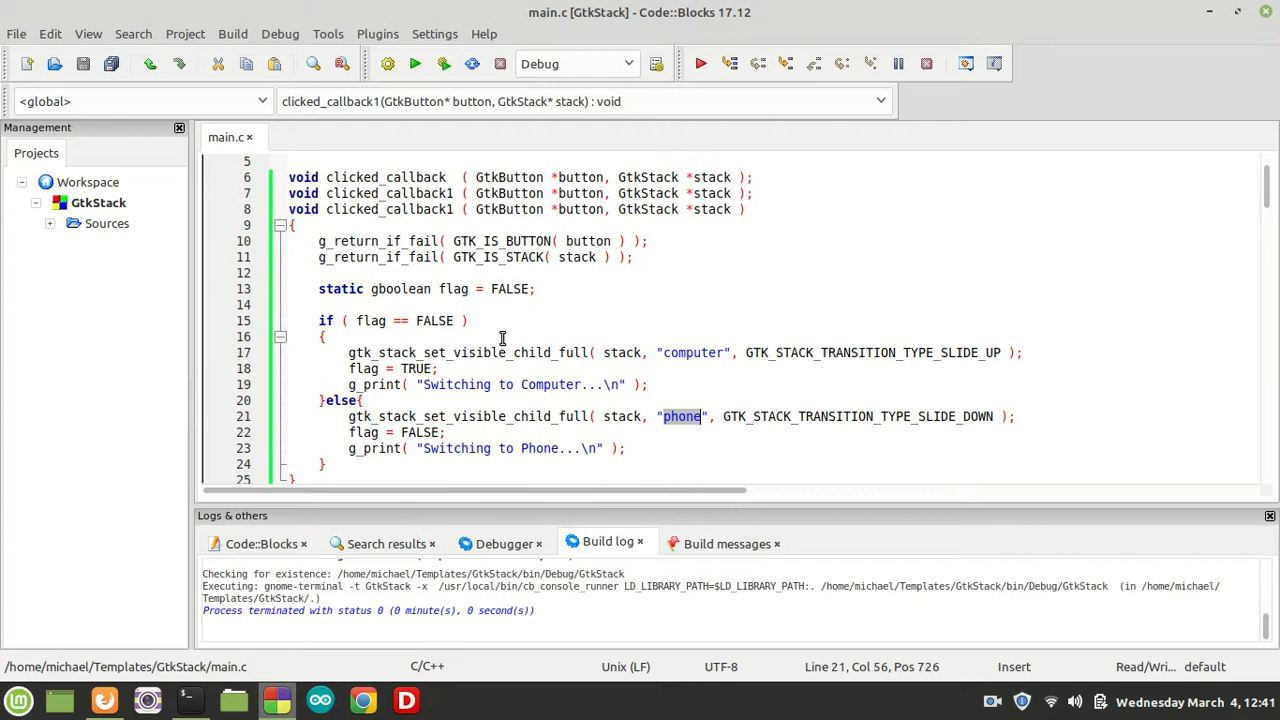 main.c [GtkStack] - Code::Blocks 17.12
File Edit View Search Project Build Debug Tools Plugins Settings Help
Debug
<global> clicked_callback1(GtkButton* button, GtkStack* stack) : void
Management
main.c
Projects
Workspace
GtkStack
Sources
5
6 void clicked_callback  ( GtkButton *button, GtkStack *stack );
7 void clicked_callback1 ( GtkButton *button, GtkStack *stack );
8 void clicked_callback1 ( GtkButton *button, GtkStack *stack )
9 {
10 g_return_if_fail( GTK_IS_BUTTON( button ) );
11 g_return_if_fail( GTK_IS_STACK( stack ) );
12
13 static gboolean flag = FALSE;
14
15 if ( flag == FALSE )
16 {
17 gtk_stack_set_visible_child_full( stack, "computer", GTK_STACK_TRANSITION_TYPE_SLIDE_UP );
18 flag = TRUE;
19 g_print( "Switching to Computer...\n" );
20 }else{
21 gtk_stack_set_visible_child_full( stack, "phone", GTK_STACK_TRANSITION_TYPE_SLIDE_DOWN );
22 flag = FALSE;
23 g_print( "Switching to Phone...\n" );
24 }
25 }
Logs & others
Code::Blocks Search results Debugger Build log Build messages
Checking for existence: /home/michael/Templates/GtkStack/bin/Debug/GtkStack
Executing: gnome-terminal -t GtkStack -x /usr/local/bin/cb_console_runner LD_LIBRARY_PATH=$LD_LIBRARY_PATH:. /home/michael/Templates/GtkStack/bin/Debug/GtkStack (in /home/michael/
Templates/GtkStack/.)
Process terminated with status 0 (0 minute(s), 0 second(s))
/home/michael/Templates/GtkStack/main.c C/C++ Unix (LF) UTF-8 Line 21, Col 56, Pos 726 Insert Read/Wri... default
Wednesday March 4, 12:41